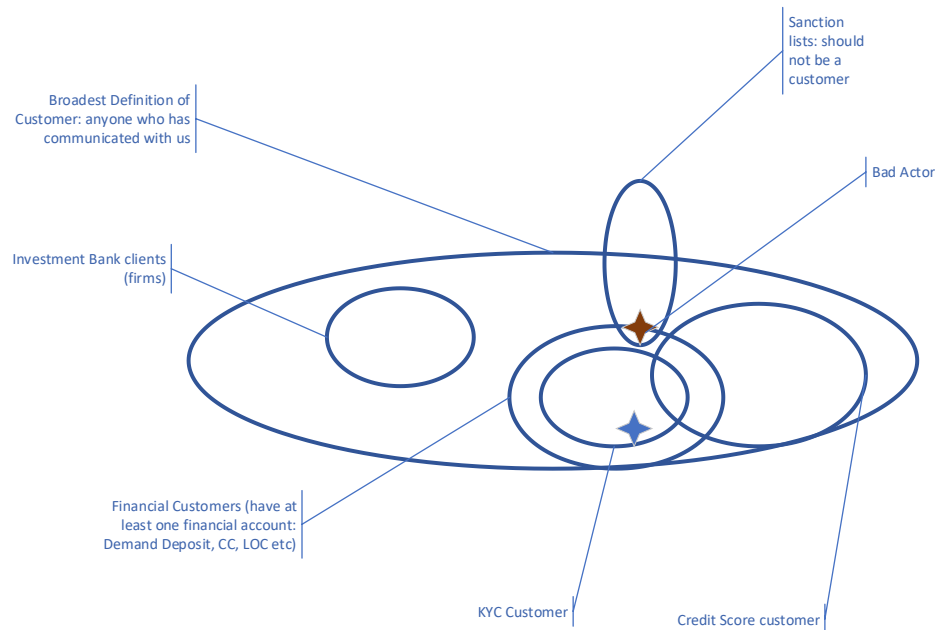 Sanction
lists: should
not be a
customer
Broadest Definition of
Customer: anyone who has
communicated with us
Bad Actor
Investment Bank clients
(firms)
Financial Customers (have at
least one financial account:
Demand Deposit, CC, LOC etc)
KYC Customer
Credit Score customer